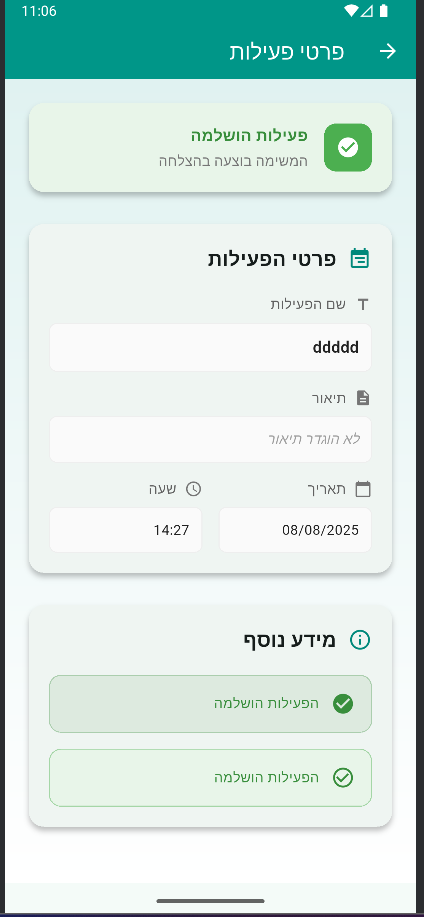 11:06
פרטי פעילות
פעילות הושלמה
המשימה בוצעה בהצלחה
פרטי הפעילות
שם הפעילות
ddddd
תיאור
לא הוגדר תיאור
תאריך
שעה
08/08/2025
14:27
מידע נוסף
הפעילות הושלמה
הפעילות הושלמה